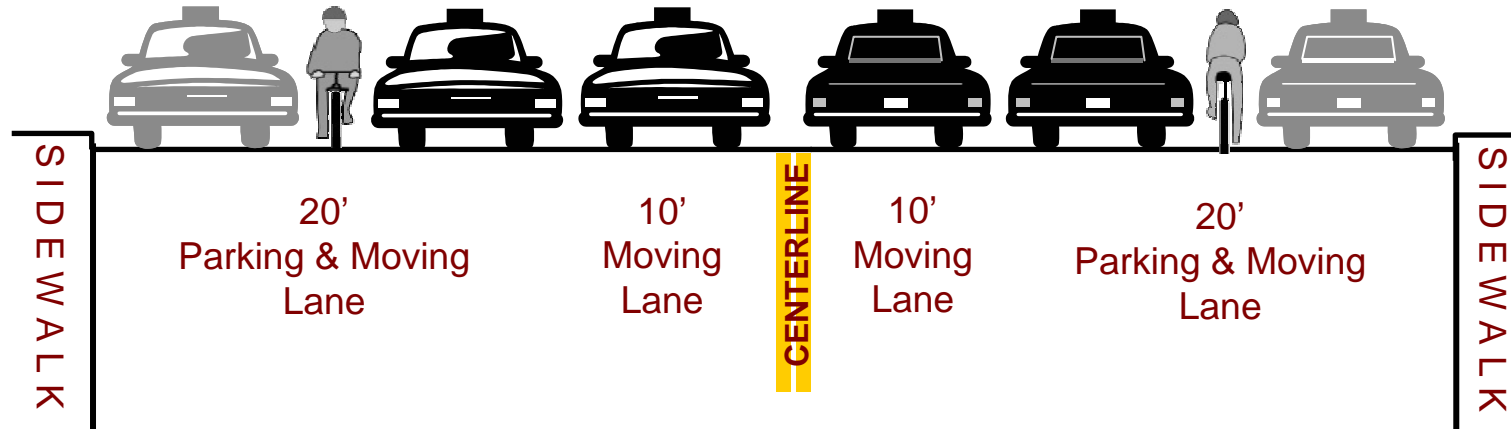 SIDEWALK
20’
Parking & Moving
Lane
10’
Moving
Lane
CENTERLINE
10’
Moving
Lane
20’
Parking & Moving
Lane
SIDEWALK